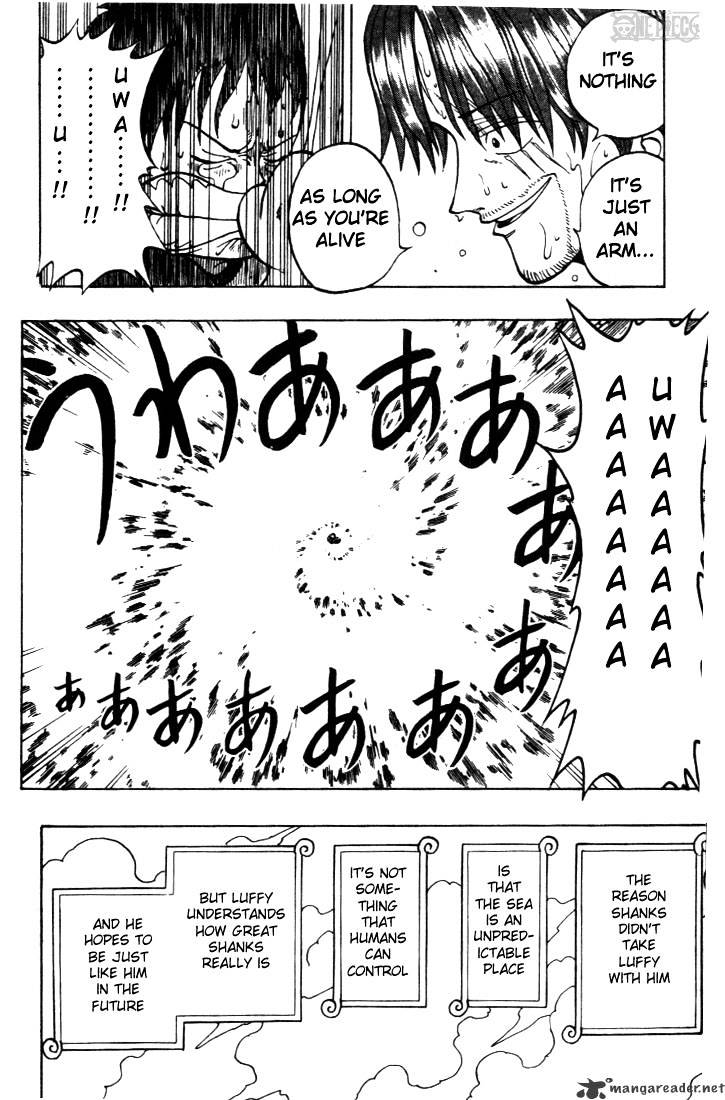 ONE PIECE
IT'S
NOTHING
IT'S
JUST
AN
ARM...
AS LONG
AS YOU'RE
ALIVE
UWA......!!
......!!
...U...!!
UWAAAAAA
AAAAAAA
うわあああああ
ああああああ
THE
REASON
SHANKS
DIDN'T
TAKE
LUFFY
WITH HIM
IS
THAT
THE SEA
IS AN
UNPRED-
ICTABLE
PLACE
IT'S NOT
SOME-
THING
THAT
HUMANS
CAN
CONTROL
BUT LUFFY
UNDERSTANDS
HOW GREAT
SHANKS
REALLY IS
AND HE
HOPES TO
BE JUST
LIKE HIM
IN THE
FUTURE
mangareader.net